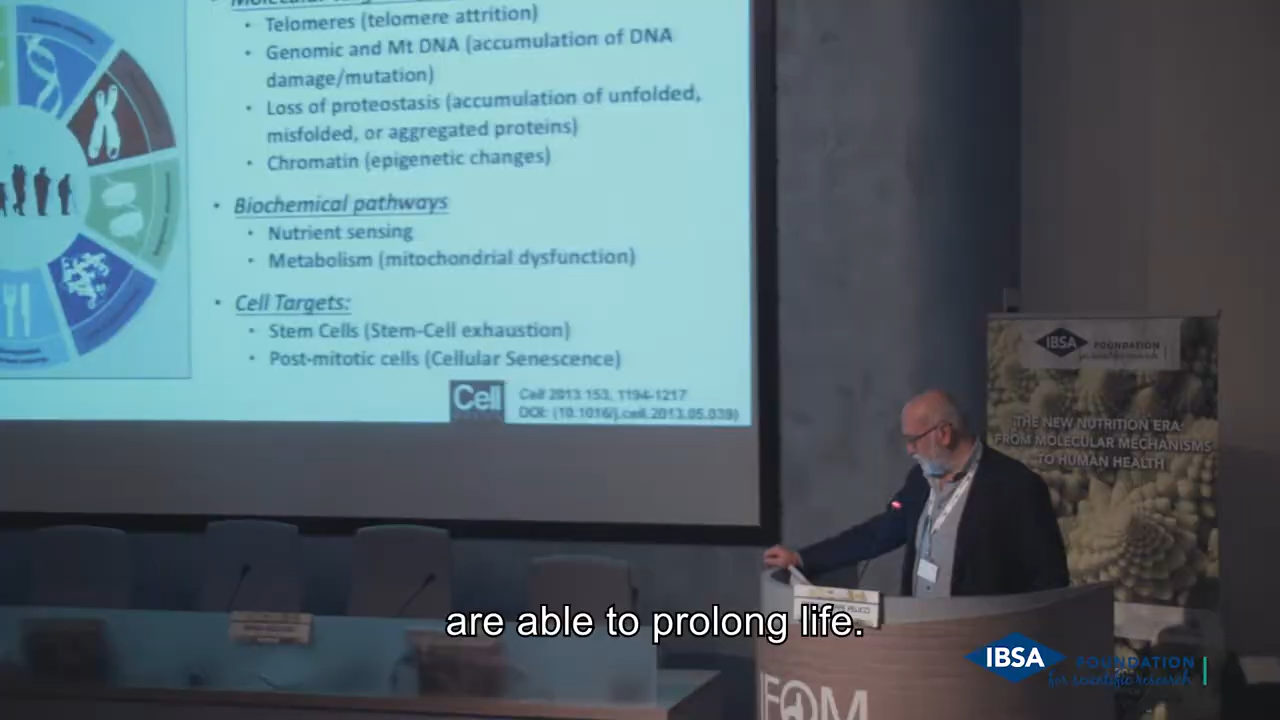 Telomeres (telomere attrition)
Genomic and Mt DNA (accumulation of DNA
damage/mutation)
Loss of proteostasis (accumulation of unfolded,
misfolded, or aggregated proteins)
Chromatin (epigenetic changes)
Biochemical pathways
Nutrient sensing
Metabolism (mitochondrial dysfunction)
Cell Targets:
Stem Cells (Stem-Cell exhaustion)
Post-mitotic cells (Cellular Senescence)
Cell
Cell 2013 153, 1194-1217
DOI: (10.1016/j.cell.2013.05.039)
IBSA FOUNDATION
for scientific research
THE NEW NUTRITION ERA:
FROM MOLECULAR MECHANISMS
TO HUMAN HEALTH
are able to prolong life.
IFOM
IBSA FOUNDATION
for scientific research